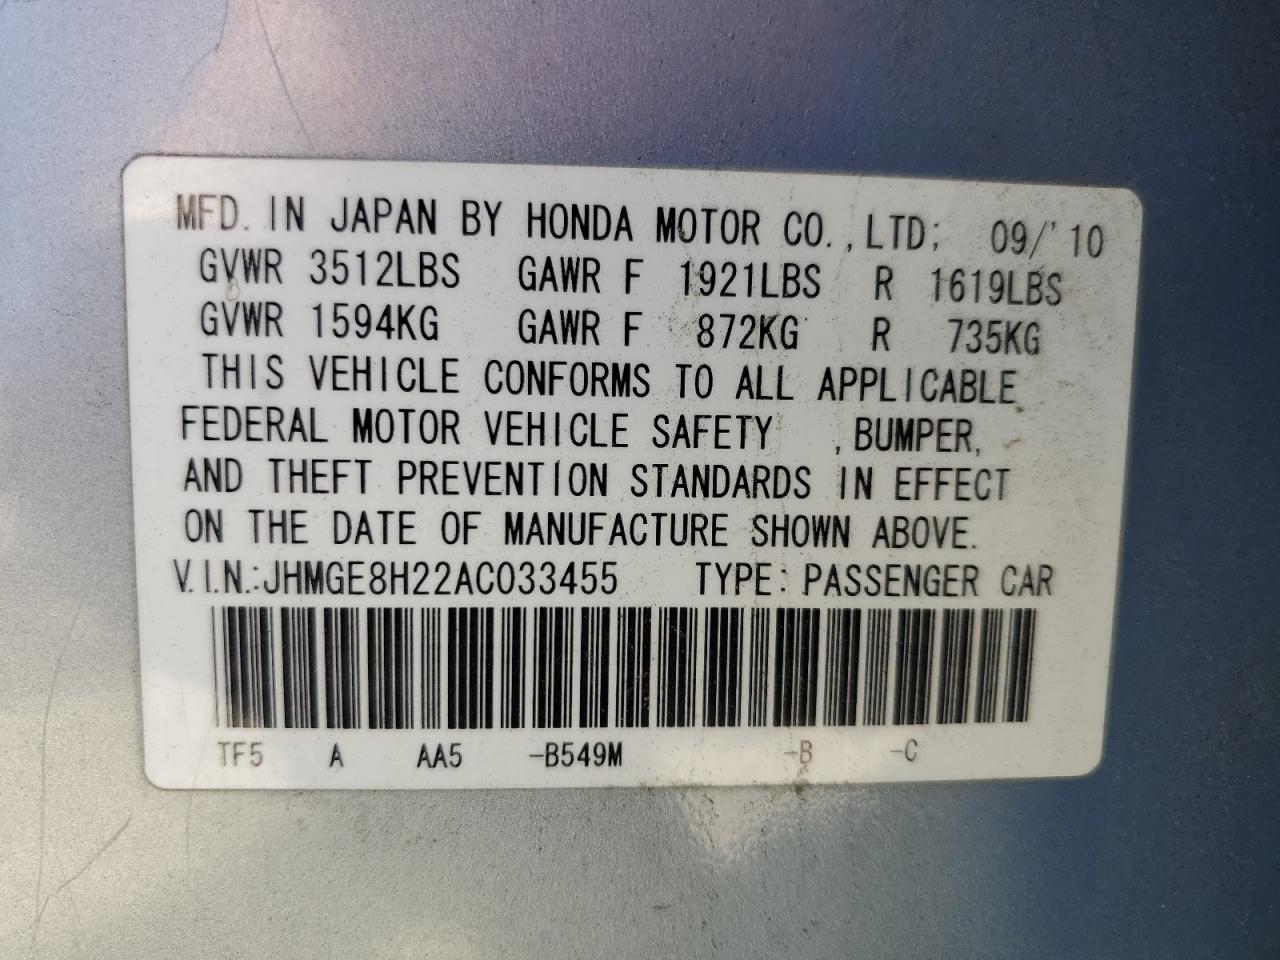 MFD. IN JAPAN BY HONDA MOTOR CO., LTD; 09/'10
GVWR 3512LBS GAWR F 1921LBS R 1619LBS
GVWR 1594KG GAWR F 872KG R 735KG
THIS VEHICLE CONFORMS TO ALL APPLICABLE
FEDERAL MOTOR VEHICLE SAFETY , BUMPER,
AND THEFT PREVENTION STANDARDS IN EFFECT
ON THE DATE OF MANUFACTURE SHOWN ABOVE.
V.I.N.:JHMGE8H22AC033455 TYPE: PASSENGER CAR
TF5 A AA5 -B549M -B -C